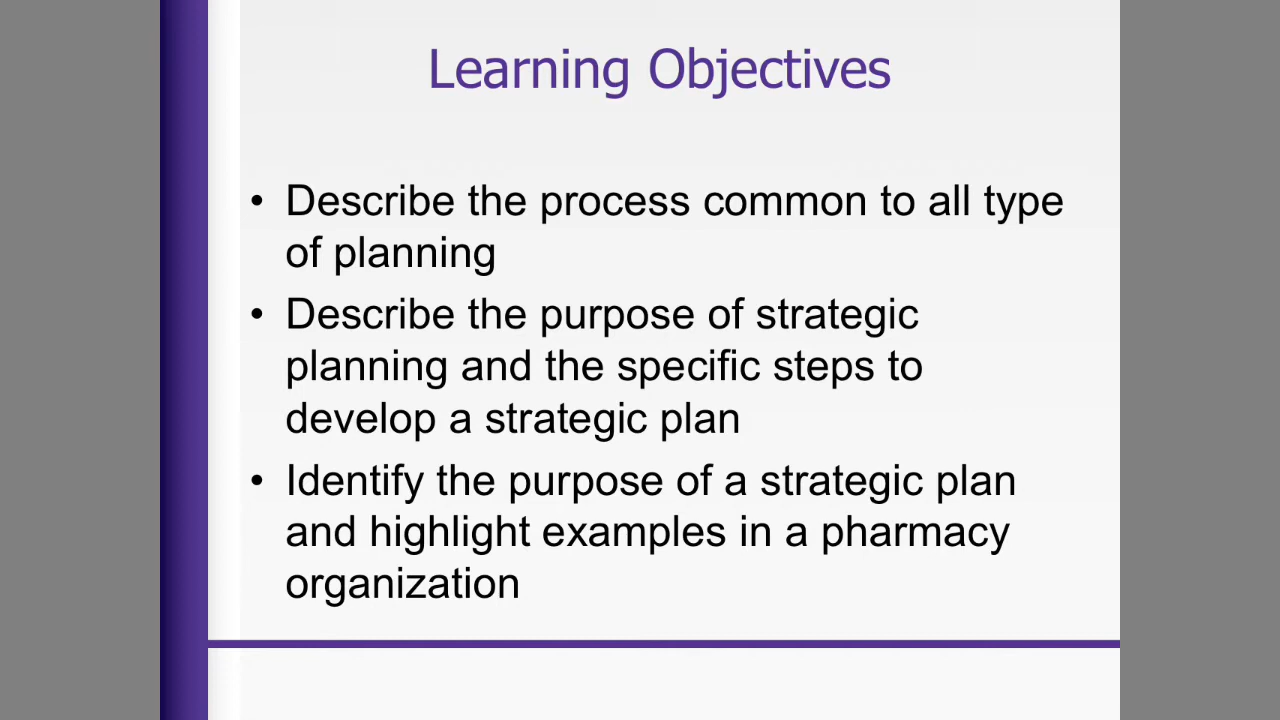 Learning Objectives
• Describe the process common to all type
of planning
• Describe the purpose of strategic
planning and the specific steps to
develop a strategic plan
• Identify the purpose of a strategic plan
and highlight examples in a pharmacy
organization